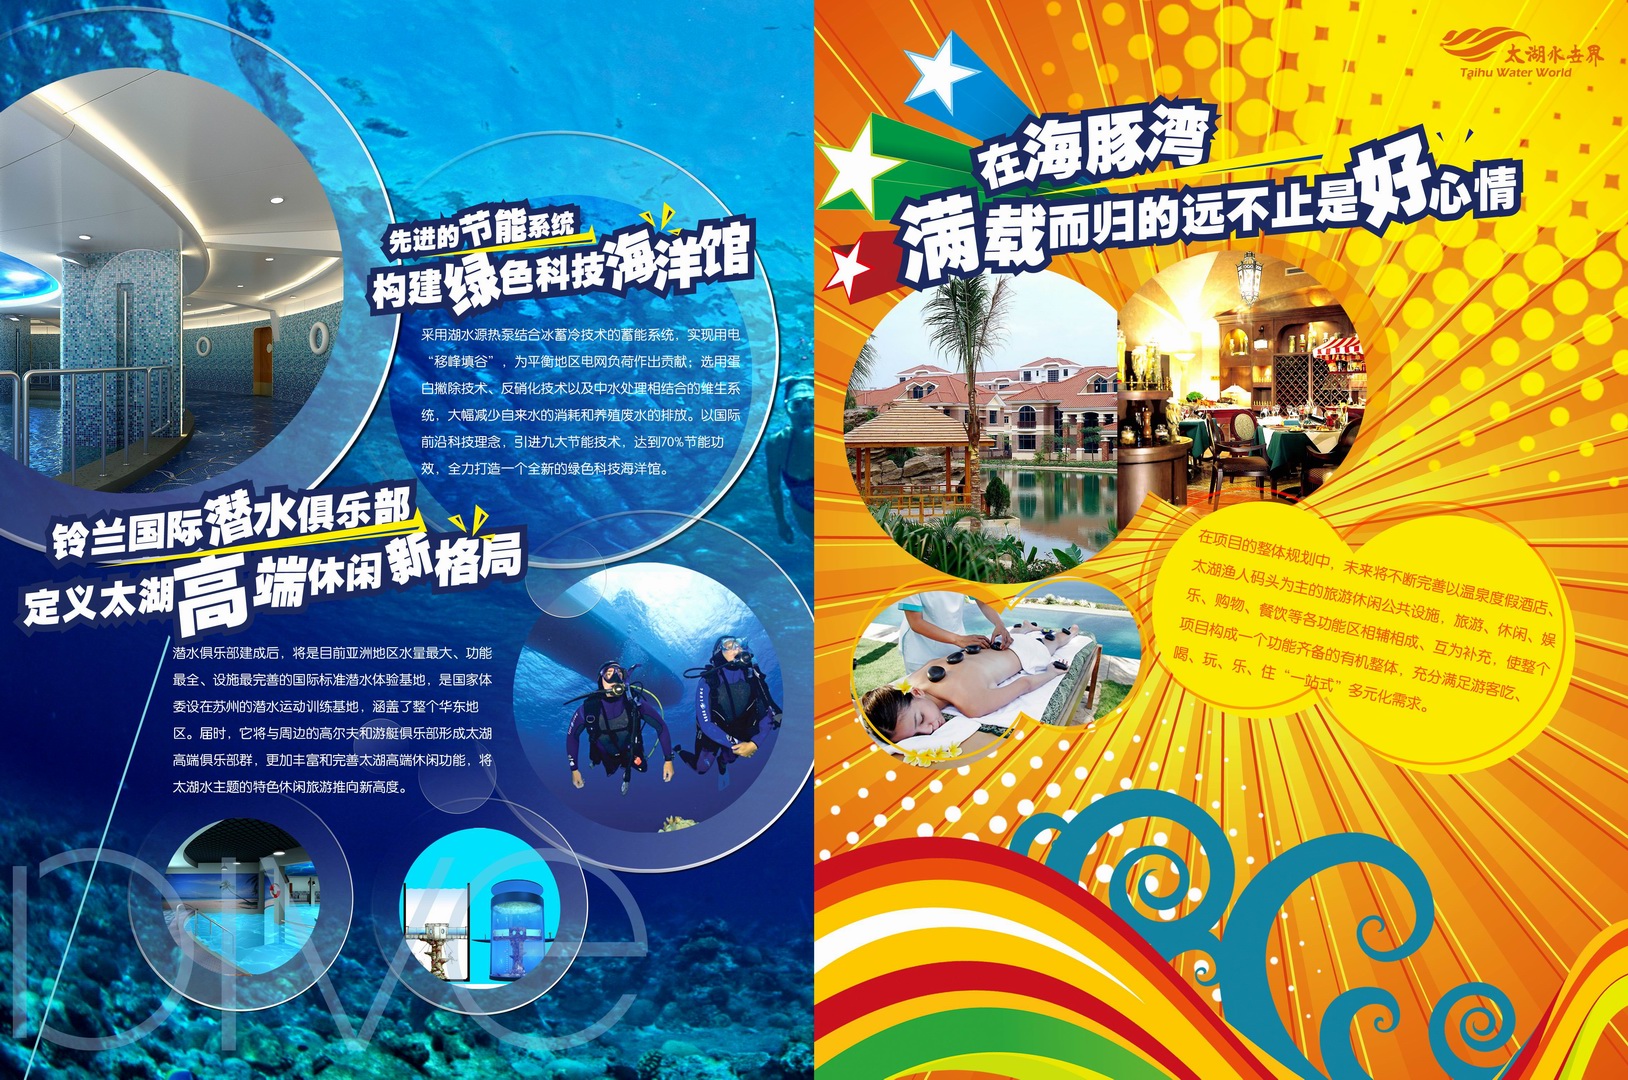 先进的节能系统
构建绿色科技海洋馆
采用湖水源热泵结合冰蓄冷技术的蓄能系统，实现用电
“移峰填谷”，为平衡地区电网负荷作出贡献；选用蛋
白撇除技术、反硝化技术以及中水处理相结合的维生系
统，大幅减少自来水的消耗和养殖废水的排放。以国际
前沿科技理念，引进九大节能技术，达到70%节能功
效，全力打造一个全新的绿色科技海洋馆。
铃兰国际潜水俱乐部
定义太湖高端休闲新格局
潜水俱乐部建成后，将是目前亚洲地区水量最大、功能
最全、设施最完善的国际标准潜水体验基地，是国家体
委设在苏州的潜水运动训练基地，涵盖了整个华东地
区。届时，它将与周边的高尔夫和游艇俱乐部形成太湖
高端俱乐部群，更加丰富和完善太湖高端休闲功能，将
太湖水主题的特色休闲旅游推向新高度。
Dive
太湖水世界
Taihu Water World
在海豚湾
满载而归的远不止是好心情
在项目的整体规划中，未来将不断完善以温泉度假酒店、
太湖渔人码头为主的旅游休闲公共设施，旅游、休闲、娱
乐、购物、餐饮等各功能区相辅相成、互为补充，使整个
项目构成一个功能齐备的有机整体，充分满足游客吃、
喝、玩、乐、住“一站式”多元化需求。